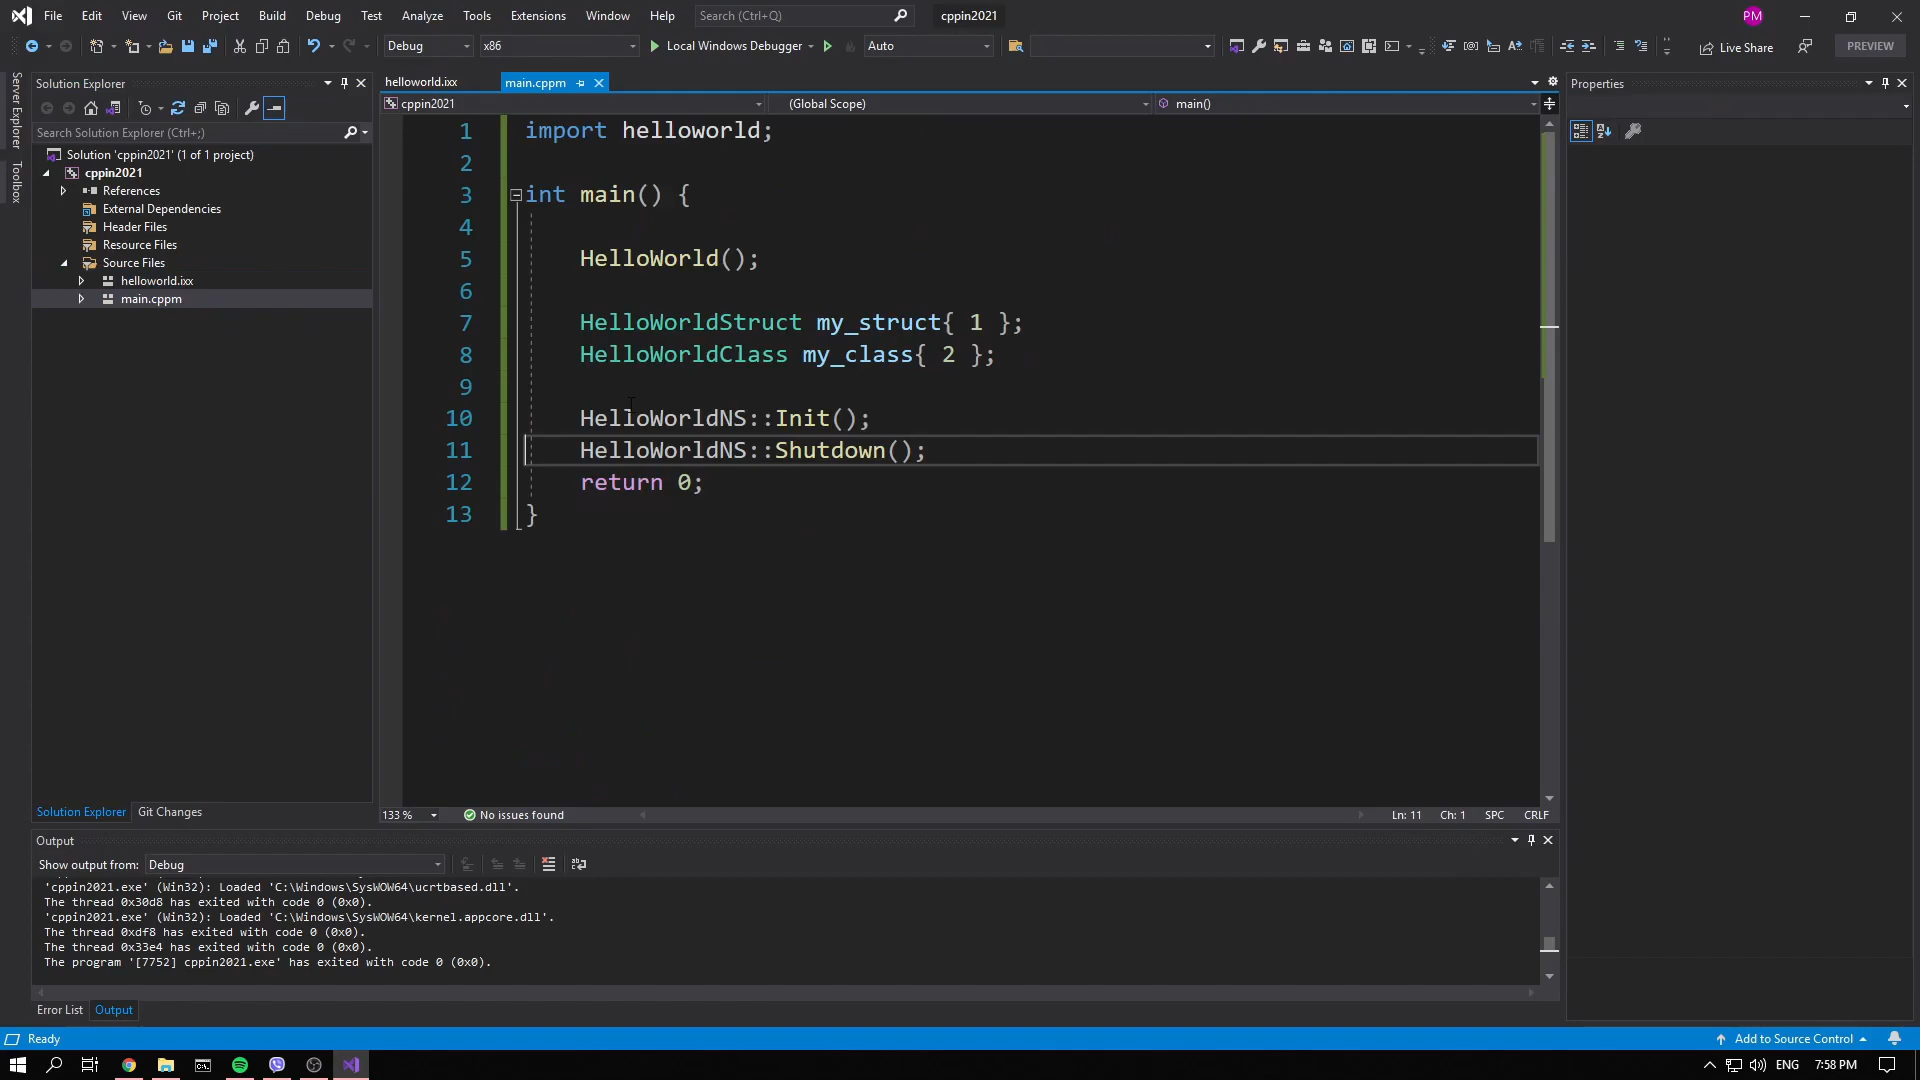 File Edit View Git Project Build Debug Test Analyze Tools Extensions Window Help Search (Ctrl+Q) cppin2021 PM
Debug x86 Local Windows Debugger Auto Live Share PREVIEW
Server Explorer
Toolbox
Solution Explorer
Search Solution Explorer (Ctrl+;)
Solution 'cppin2021' (1 of 1 project)
cppin2021
References
External Dependencies
Header Files
Resource Files
Source Files
helloworld.ixx
main.cppm
Solution Explorer Git Changes
helloworld.ixx main.cppm
cppin2021 (Global Scope) main()
1 import helloworld;
2
3 int main() {
4
5 HelloWorld();
6
7 HelloWorldStruct my_struct{ 1 };
8 HelloWorldClass my_class{ 2 };
9
10 HelloWorldNS::Init();
11 HelloWorldNS::Shutdown();
12 return 0;
13 }
133 % No issues found Ln: 11 Ch: 1 SPC CRLF
Properties
Output
Show output from: Debug
'cppin2021.exe' (Win32): Loaded 'C:\Windows\SysWOW64\ucrtbased.dll'.
The thread 0x30d8 has exited with code 0 (0x0).
'cppin2021.exe' (Win32): Loaded 'C:\Windows\SysWOW64\kernel.appcore.dll'.
The thread 0xdf8 has exited with code 0 (0x0).
The thread 0x33e4 has exited with code 0 (0x0).
The program '[7752] cppin2021.exe' has exited with code 0 (0x0).
Error List Output
Ready Add to Source Control
ENG 7:58 PM